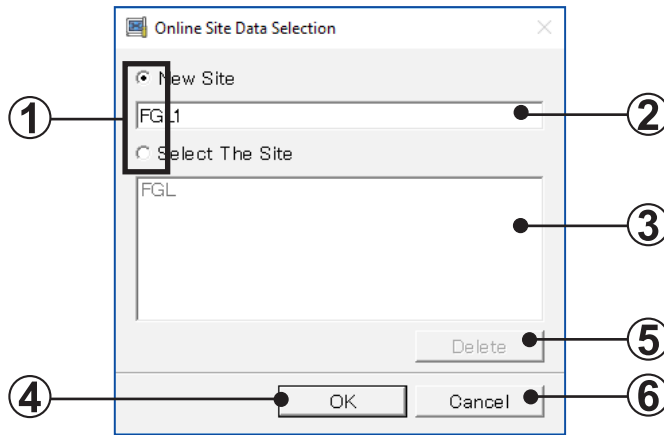 Online Site Data Selection
New Site
1
FGL1
2
Select The Site
FGL
3
Delete
5
4
OK
Cancel
6